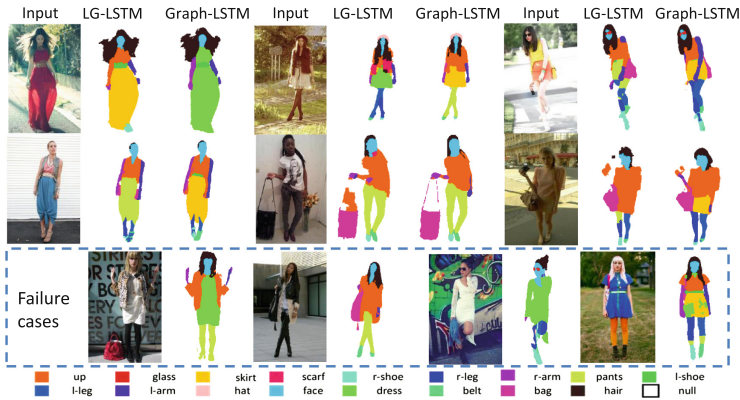 Input LG-LSTM Graph-LSTM Input LG-LSTM Graph-LSTM Input LG-LSTM Graph-LSTM
Failure
cases
up glass skirt scarf r-shoe r-leg r-arm pants l-shoe
l-leg l-arm hat face dress belt bag hair null